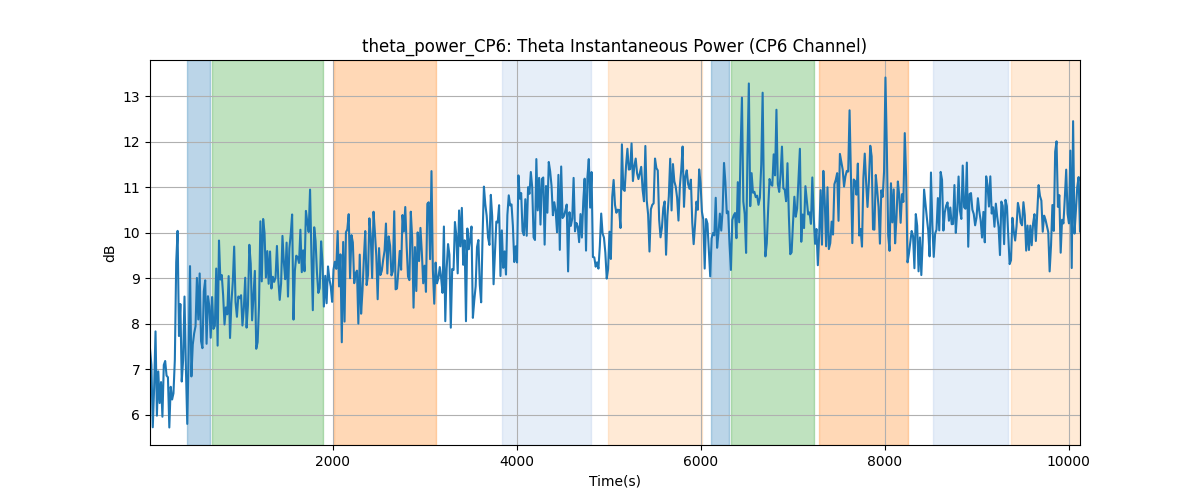 theta_power_CP6: Theta Instantaneous Power (CP6 Channel)
13
12
11
10
9
8
7
6
dB
2000 4000 6000 8000 10000
Time(s)